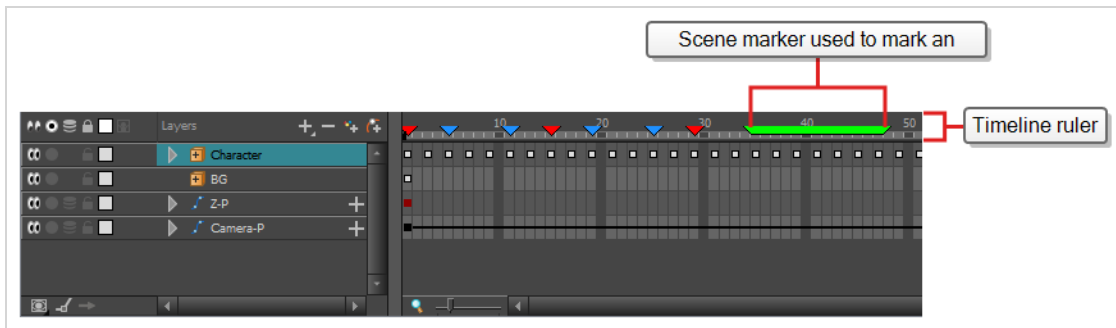 Scene marker used to mark an
Timeline ruler
Layers
10 20 30 40 50
Character
BG
Z-P
Camera-P